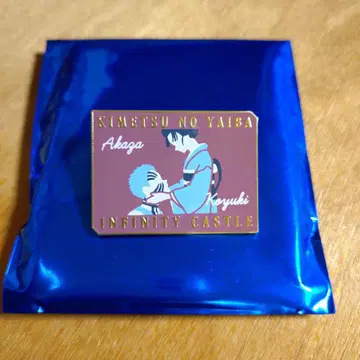 KIMETSU NO YAIBA
Akaza
Koyuki
INFINITY CASTLE